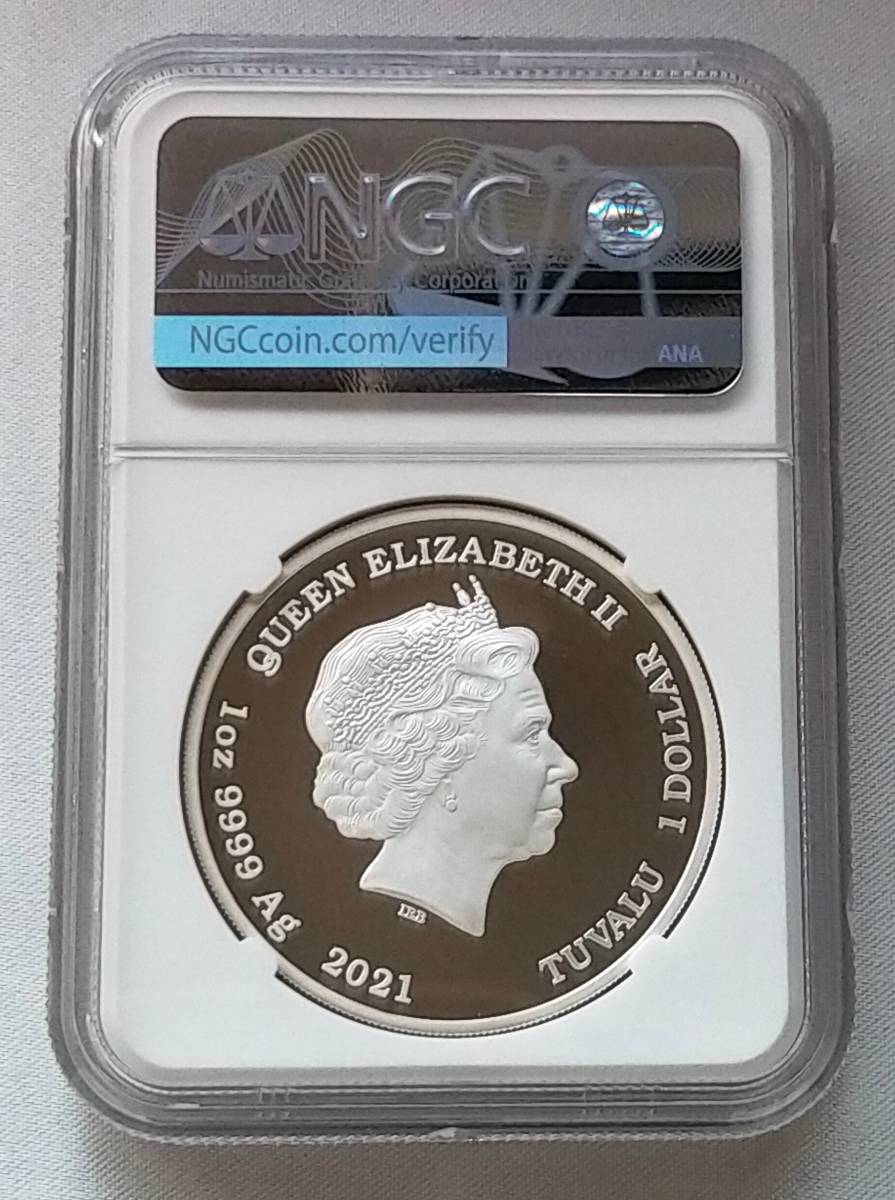 NGC
Numismatic Guaranty Corporation
NGCcoin.com/verify
ANA
QUEEN ELIZABETH II
1 DOLLAR
TUVALU
2021
1oz 9999 Ag
IRB